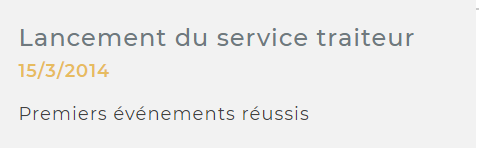 Lancement du service traiteur
15/3/2014
Premiers événements réussis